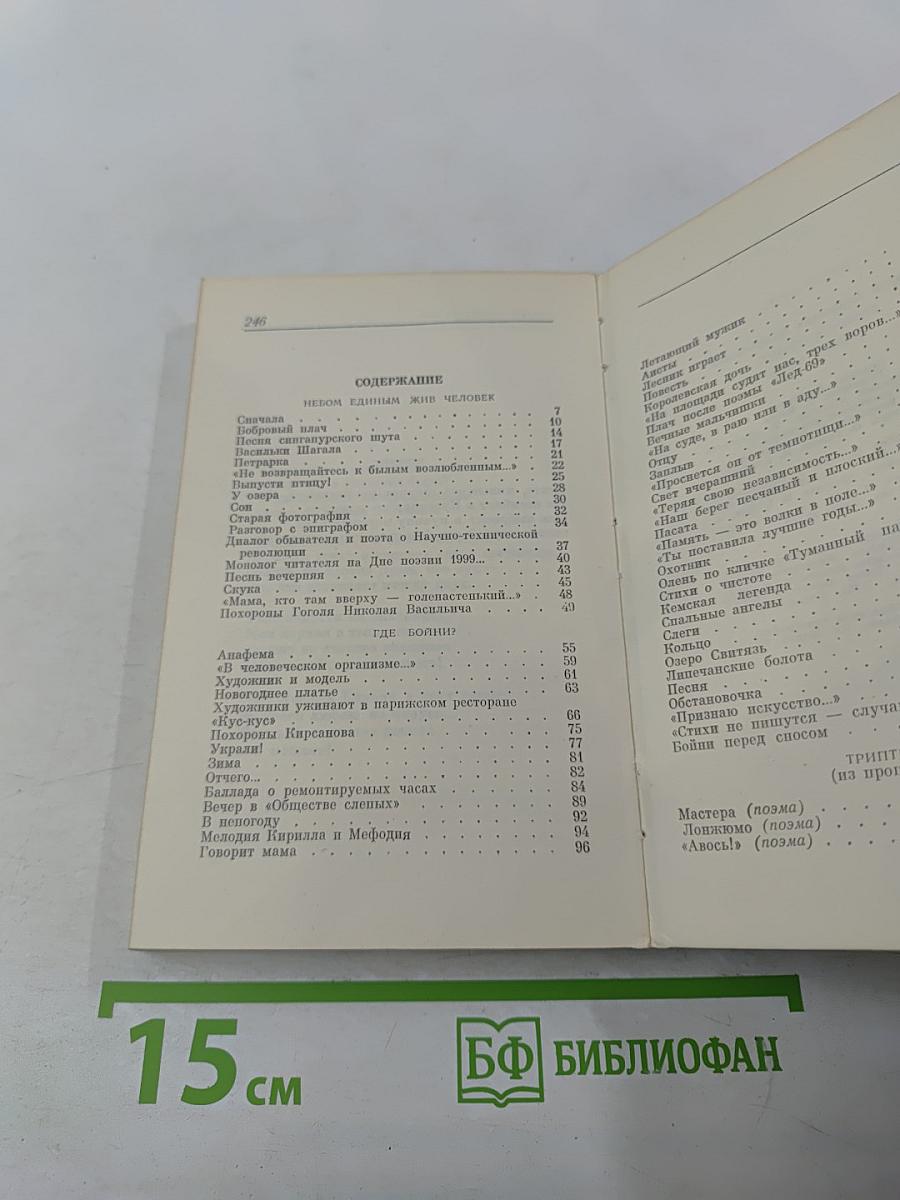 246
СОДЕРЖАНИЕ
НЕБОМ ЕДИНЫМ ЖИВ ЧЕЛОВЕК
Сначала . . . 7
Бобровый плач . . . 10
Песня сингапурского шута . . . 14
Васильки Шагала . . . 17
Петрарка . . . 21
«Не возвращайтесь к былым возлюбленным...» . 22
Выпусти птицу! . . . 25
У озера . . . 28
Сон . . . 30
Старая фотография . . . 32
Разговор с эпиграфом . . . 34
Диалог обывателя и поэта о Научно-технической
революции . . . 37
Монолог читателя на Дне поэзии 1999... . . . 40
Песнь вечерняя . . . 43
Скука . . . 45
«Мама, кто там вверху — голенастенький...» . 48
Похороны Гоголя Николая Васильича . . . 49
ГДЕ БОЙНИ?
Анафема . . . 55
«В человеческом организме...» . . . 59
Художник и модель . . . 61
Новогоднее платье . . . 63
Художники ужинают в парижском ресторане
«Кус-кус» . . . 66
Похороны Кирсанова . . . 75
Украли! . . . 77
Зима . . . 81
Отчего... . . . 82
Баллада о ремонтируемых часах . . . 84
Вечер в «Обществе слепых» . . . 89
В непогоду . . . 92
Мелодия Кирилла и Мефодия . . . 94
Говорит мама . . . 96
Летающий мужик
Аисты
Лесник играет
Повесть
Королевская дочь
«На площади судят нас, трех воров...»
Плач после поэмы «Лед-69»
Вечные мальчишки
«На суде, в раю или в аду...»
Отцу
Заплыв
«Проснется он от темнотищи...»
Свет вчерашний
«Теряя свою независимость...»
«Наш берег песчаный и плоский...»
Пасата
«Память — это волки в поле...»
«Ты поставила лучшие годы...»
Охотник
Олень по кличке «Туманный па
Стихи о чистоте
Кемская легенда
Спальные ангелы
Слеги
Кольцо
Озеро Свитязь
Липечанские болота
Песня
Обстановочка
«Признаю искусство...»
«Стихи не пишутся — случа
Бойни перед сносом
ТРИПТ
(из про
Мастера (поэма)
Лонжюмо (поэма)
«Авось!» (поэма)
15 см
БФ БИБЛИОФАН